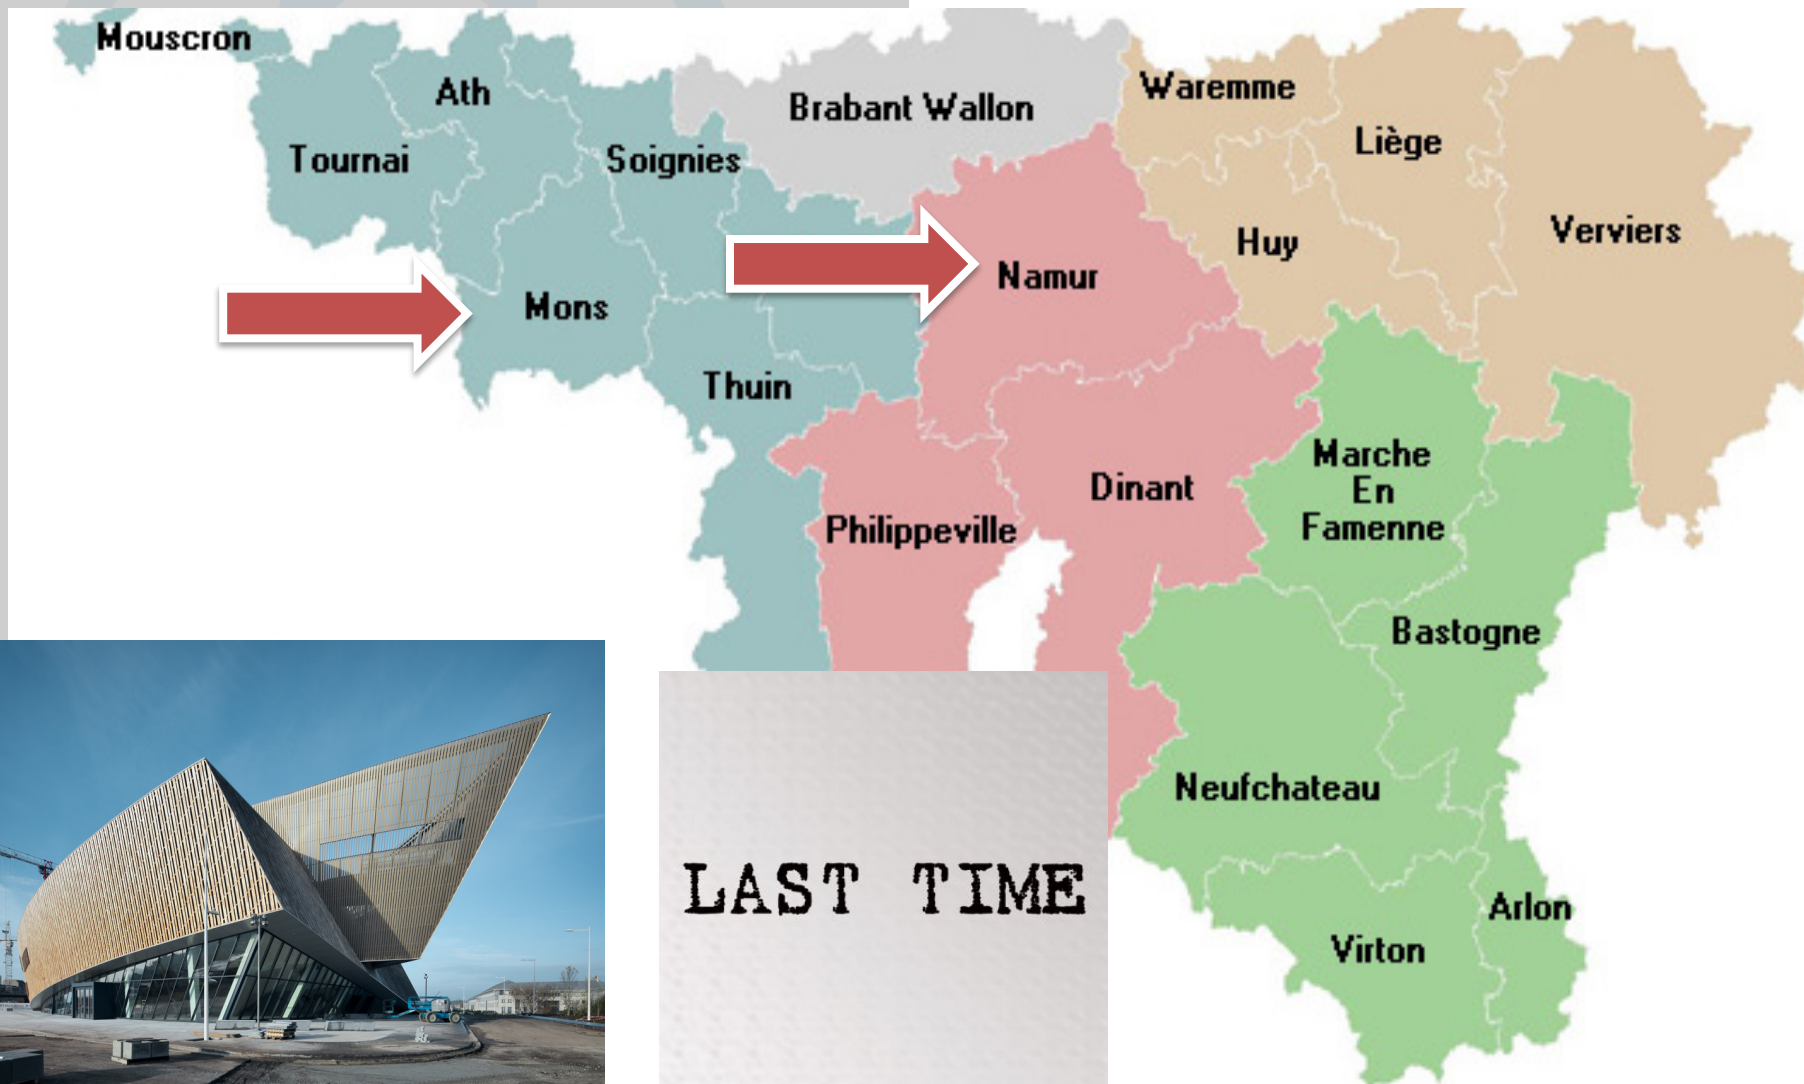 Mouscron
Ath
Tournai
Soignies
Brabant Wallon
Waremme
Liège
Verviers
Huy
Namur
Mons
Thuin
Dinant
Philippeville
Marche
En
Famenne
Bastogne
Neufchateau
Arlon
Virton
LAST TIME